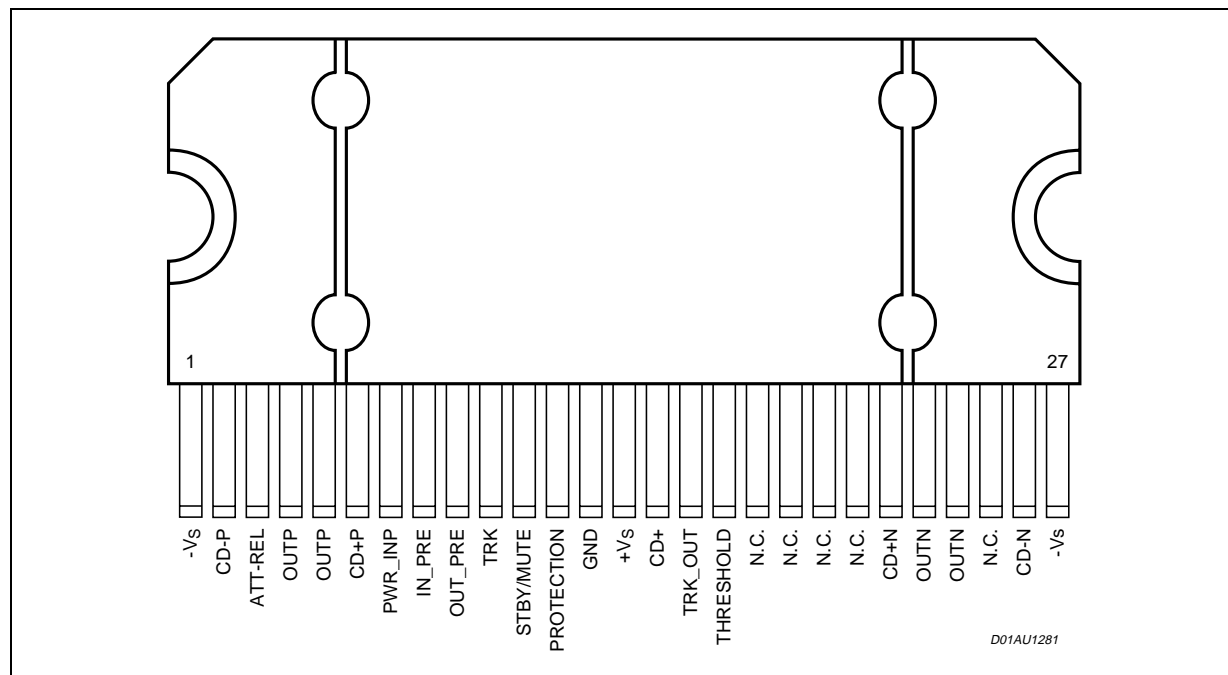 1
27
-Vs
CD-P
ATT-REL
OUTP
OUTP
CD+P
PWR_INP
IN_PRE
OUT_PRE
TRK
STBY/MUTE
PROTECTION
GND
+Vs
CD+
TRK_OUT
THRESHOLD
N.C.
N.C.
N.C.
N.C.
CD+N
OUTN
OUTN
N.C.
CD-N
-Vs
D01AU1281